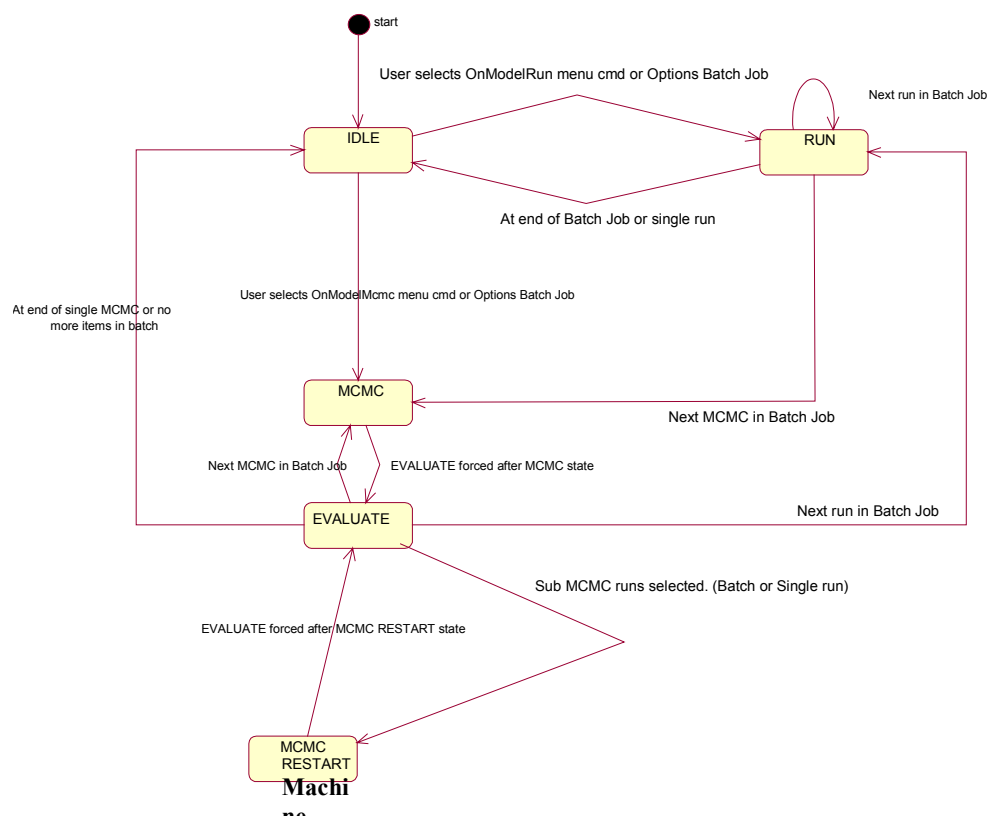 start
User selects OnModelRun menu cmd or Options Batch Job
Next run in Batch Job
IDLE
RUN
At end of Batch Job or single run
User selects OnModelMcmc menu cmd or Options Batch Job
At end of single MCMC or no
more items in batch
MCMC
Next MCMC in Batch Job
Next MCMC in Batch Job
EVALUATE forced after MCMC state
EVALUATE
Next run in Batch Job
Sub MCMC runs selected. (Batch or Single run)
EVALUATE forced after MCMC RESTART state
MCMC
RESTART
Machi
ne